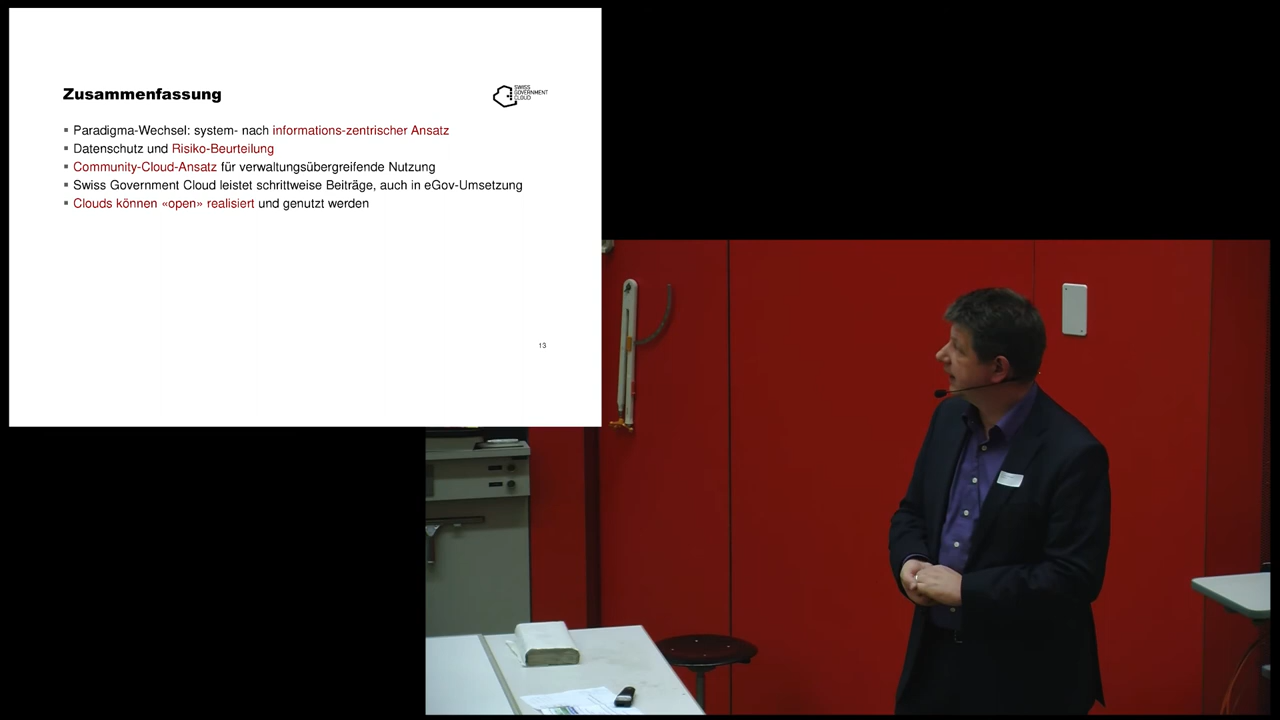 Zusammenfassung
SWISS
GOVERNMENT
CLOUD
Paradigma-Wechsel: system- nach informations-zentrischer Ansatz
Datenschutz und Risiko-Beurteilung
Community-Cloud-Ansatz für verwaltungsübergreifende Nutzung
Swiss Government Cloud leistet schrittweise Beiträge, auch in eGov-Umsetzung
Clouds können «open» realisiert und genutzt werden
13